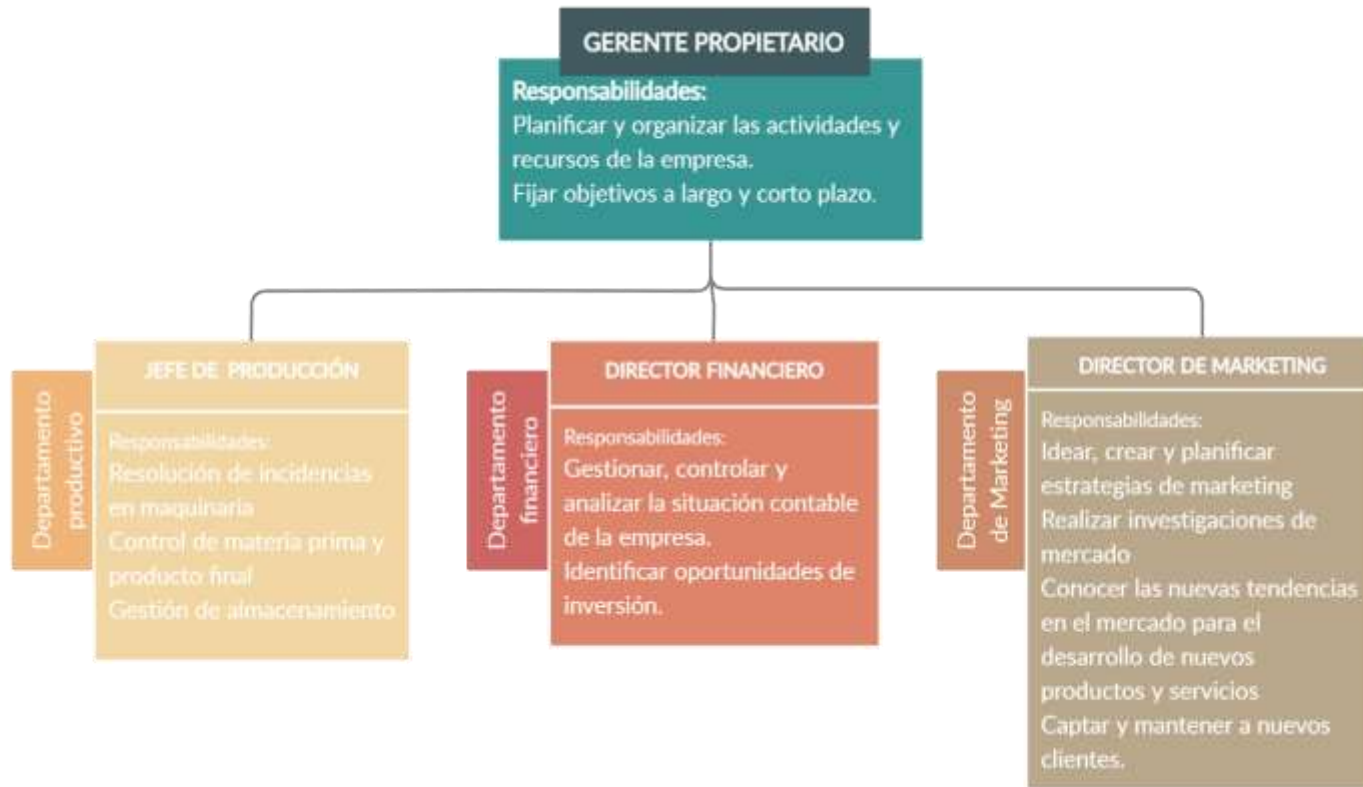 GERENTE PROPIETARIO
Responsabilidades:
Planificar y organizar las actividades y
recursos de la empresa.
Fijar objetivos a largo y corto plazo.
Departamento
productivo
JEFE DE PRODUCCIÓN
Responsabilidades:
Resolución de incidencias
en maquinaria
Control de materia prima y
producto final
Gestión de almacenamiento
Departamento
financiero
DIRECTOR FINANCIERO
Responsabilidades:
Gestionar, controlar y
analizar la situación contable
de la empresa.
Identificar oportunidades de
inversión.
Departamento
de Marketing
DIRECTOR DE MARKETING
Responsabilidades:
Idear, crear y planificar
estrategias de marketing
Realizar investigaciones de
mercado
Conocer las nuevas tendencias
en el mercado para el
desarrollo de nuevos
productos y servicios
Captar y mantener a nuevos
clientes.